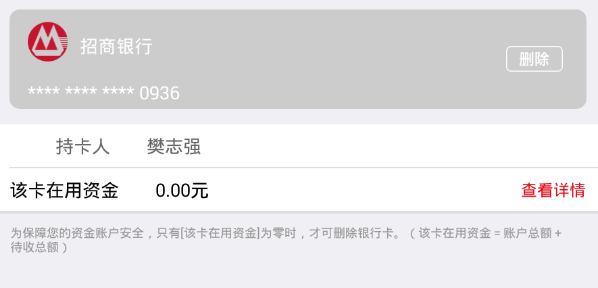 招商银行
删除
**** **** **** 0936
持卡人 樊志强
该卡在用资金 0.00元 查看详情
为保障您的资金账户安全，只有[该卡在用资金]为零时，才可删除银行卡。（该卡在用资金＝账户总额＋
待收总额）